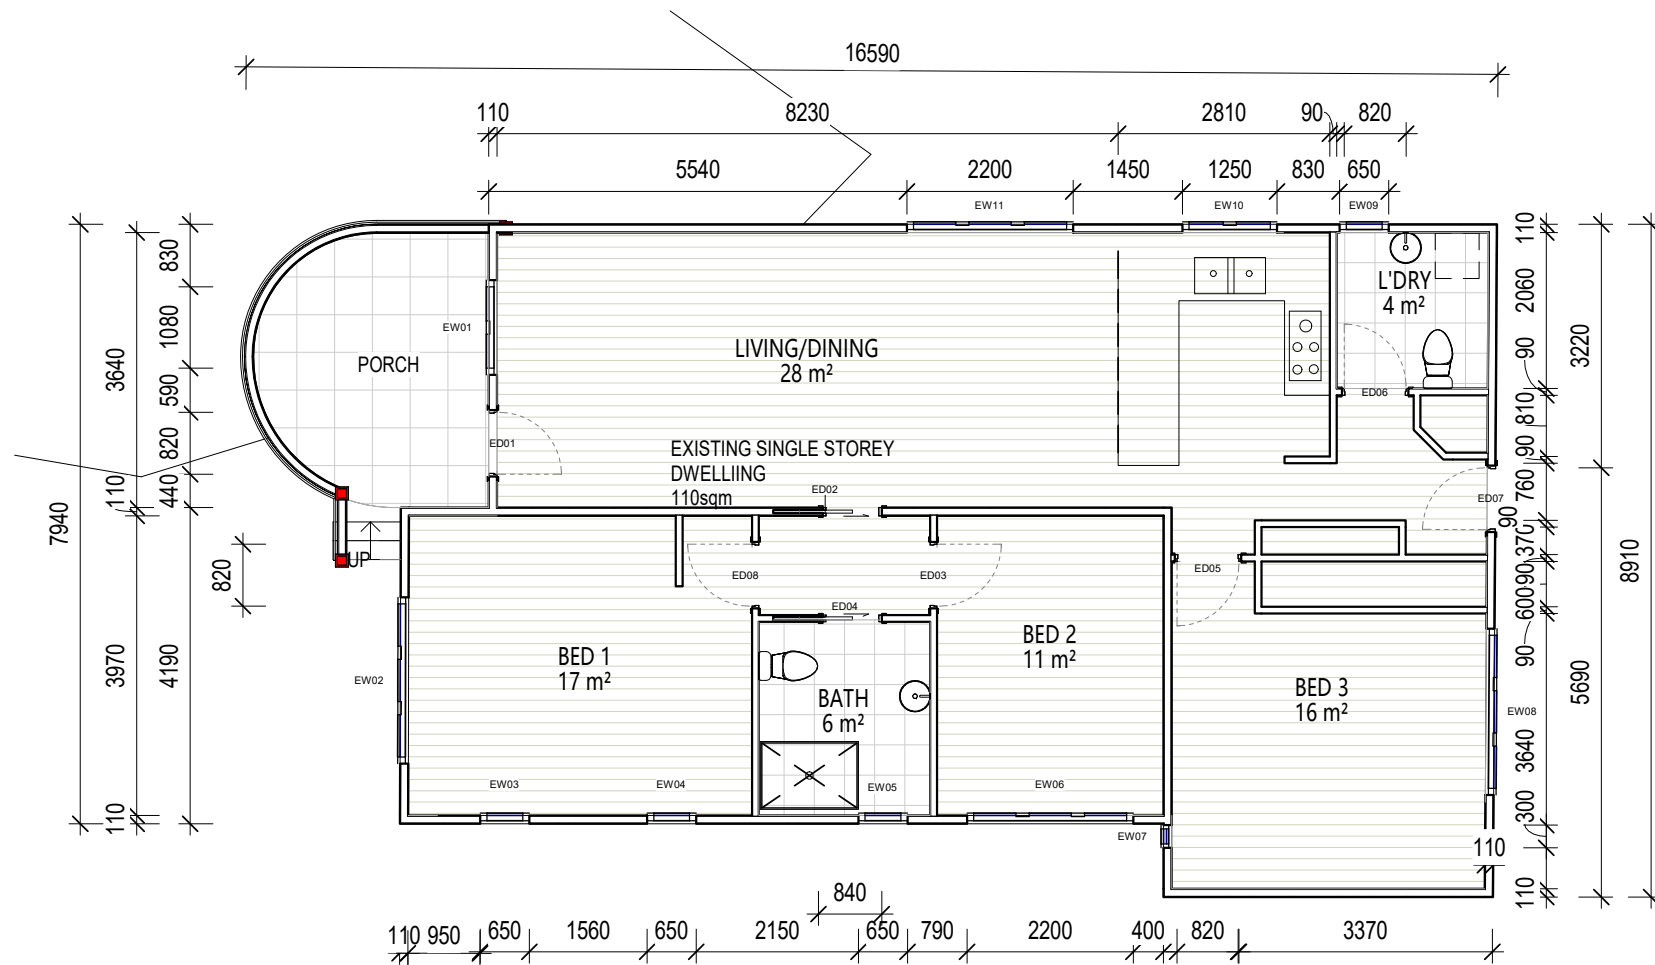 16590
110 8230 2810 90 820
5540 2200 1450 1250 830 650
EW11 EW10 EW09
830
1080
590
820
440
4190
3640
110
3970
110
7940
820
EW01
PORCH
LIVING/DINING
28 m²
L'DRY
4 m²
ED01
ED06
EXISTING SINGLE STOREY
DWELLIING
110sqm
ED02
ED07
UP
ED08
ED03
ED05
ED04
BED 1
17 m²
BED 2
11 m²
BATH
6 m²
BED 3
16 m²
EW02
EW03
EW04
EW05
EW06
EW07
EW08
110
2060
90
810
90
760
90
370
90
600
90
3640
300
110
110
3220
5690
8910
840
110 950 650 1560 650 2150 650 790 2200 400 820 3370